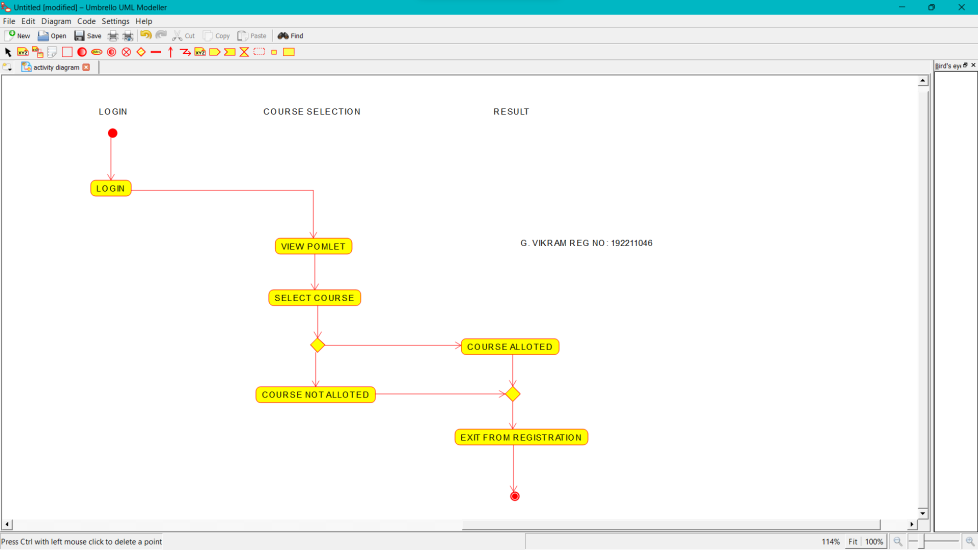 Untitled [modified] – Umbrello UML Modeller
File Edit Diagram Code Settings Help
New Open Save Cut Copy Paste Find
activity diagram
Bird's eye
LOGIN COURSE SELECTION RESULT
LOGIN
G. VIKRAM REG NO: 192211046
VIEW POMLET
SELECT COURSE
COURSE ALLOTED
COURSE NOT ALLOTED
EXIT FROM REGISTRATION
Press Ctrl with left mouse click to delete a point
114% Fit 100%